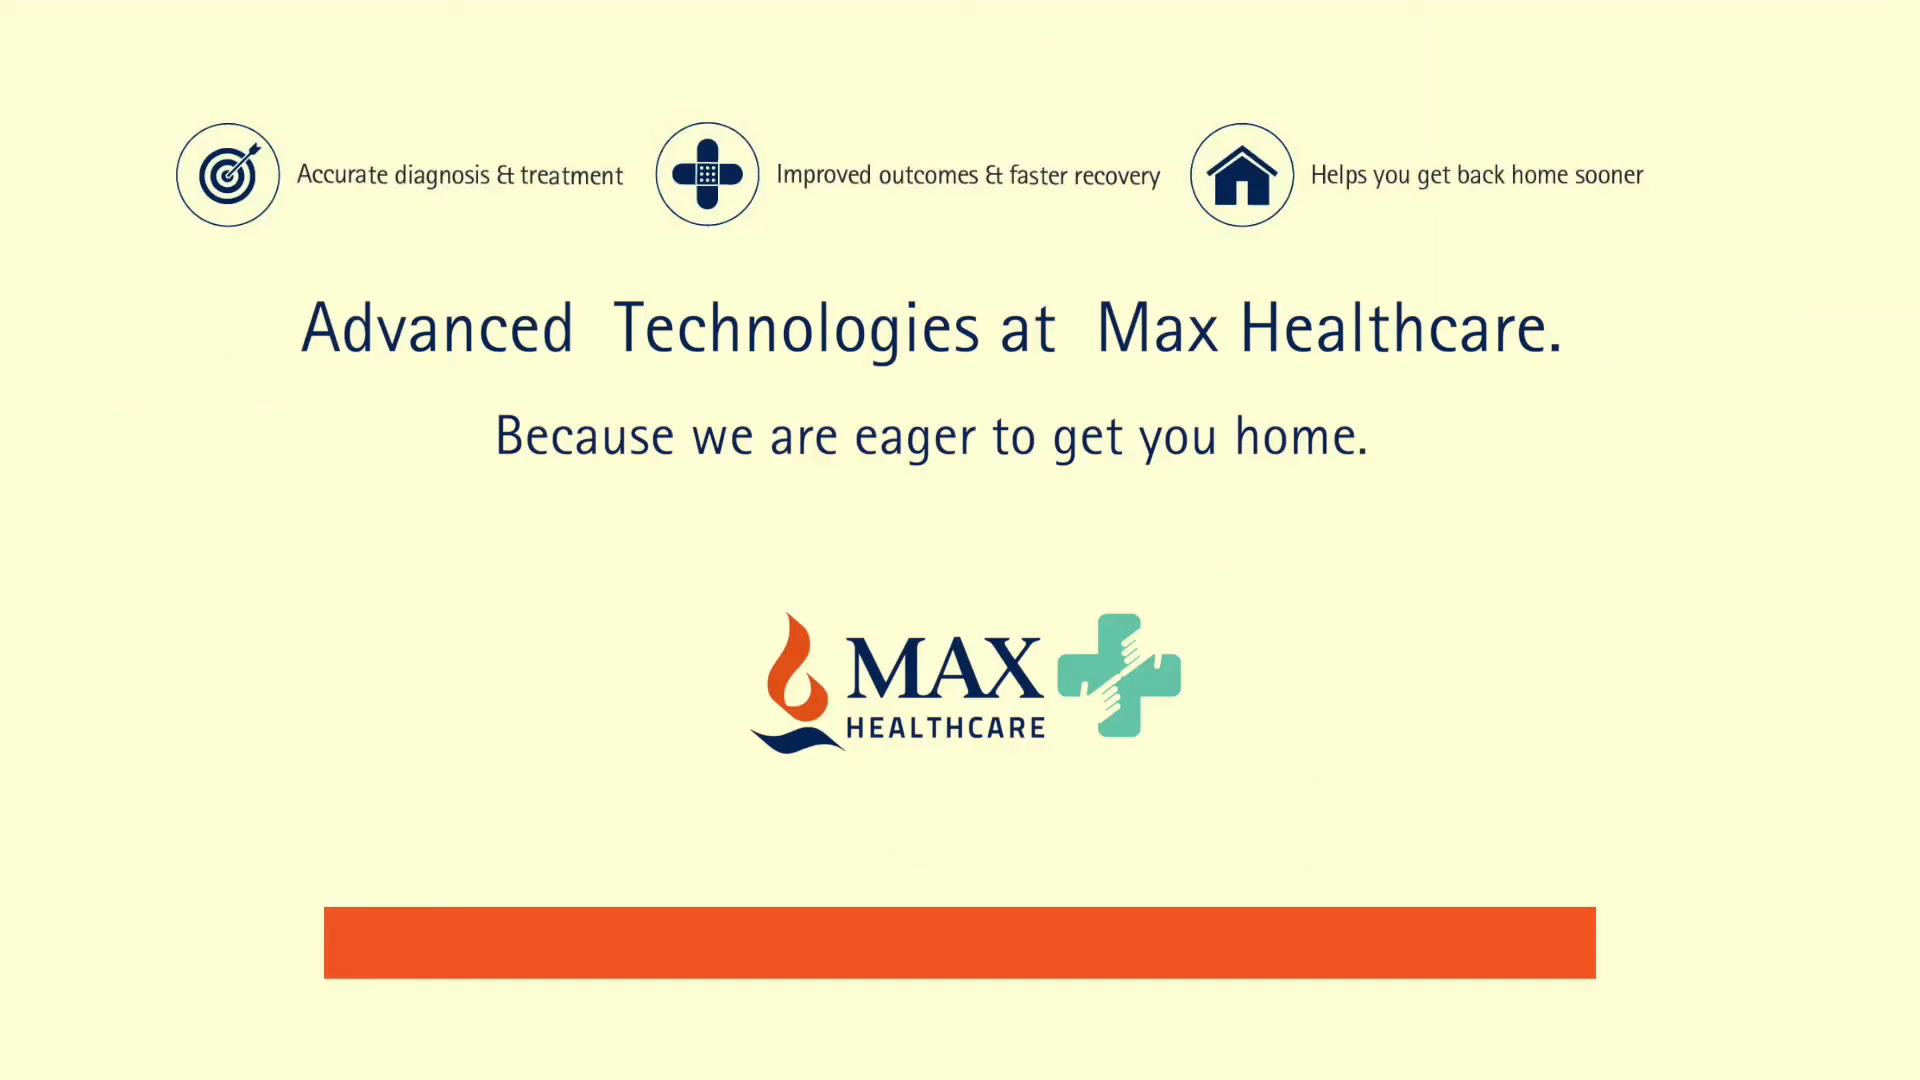 Accurate diagnosis & treatment
Improved outcomes & faster recovery
Helps you get back home sooner
Advanced Technologies at Max Healthcare.
Because we are eager to get you home.
MAX
HEALTHCARE